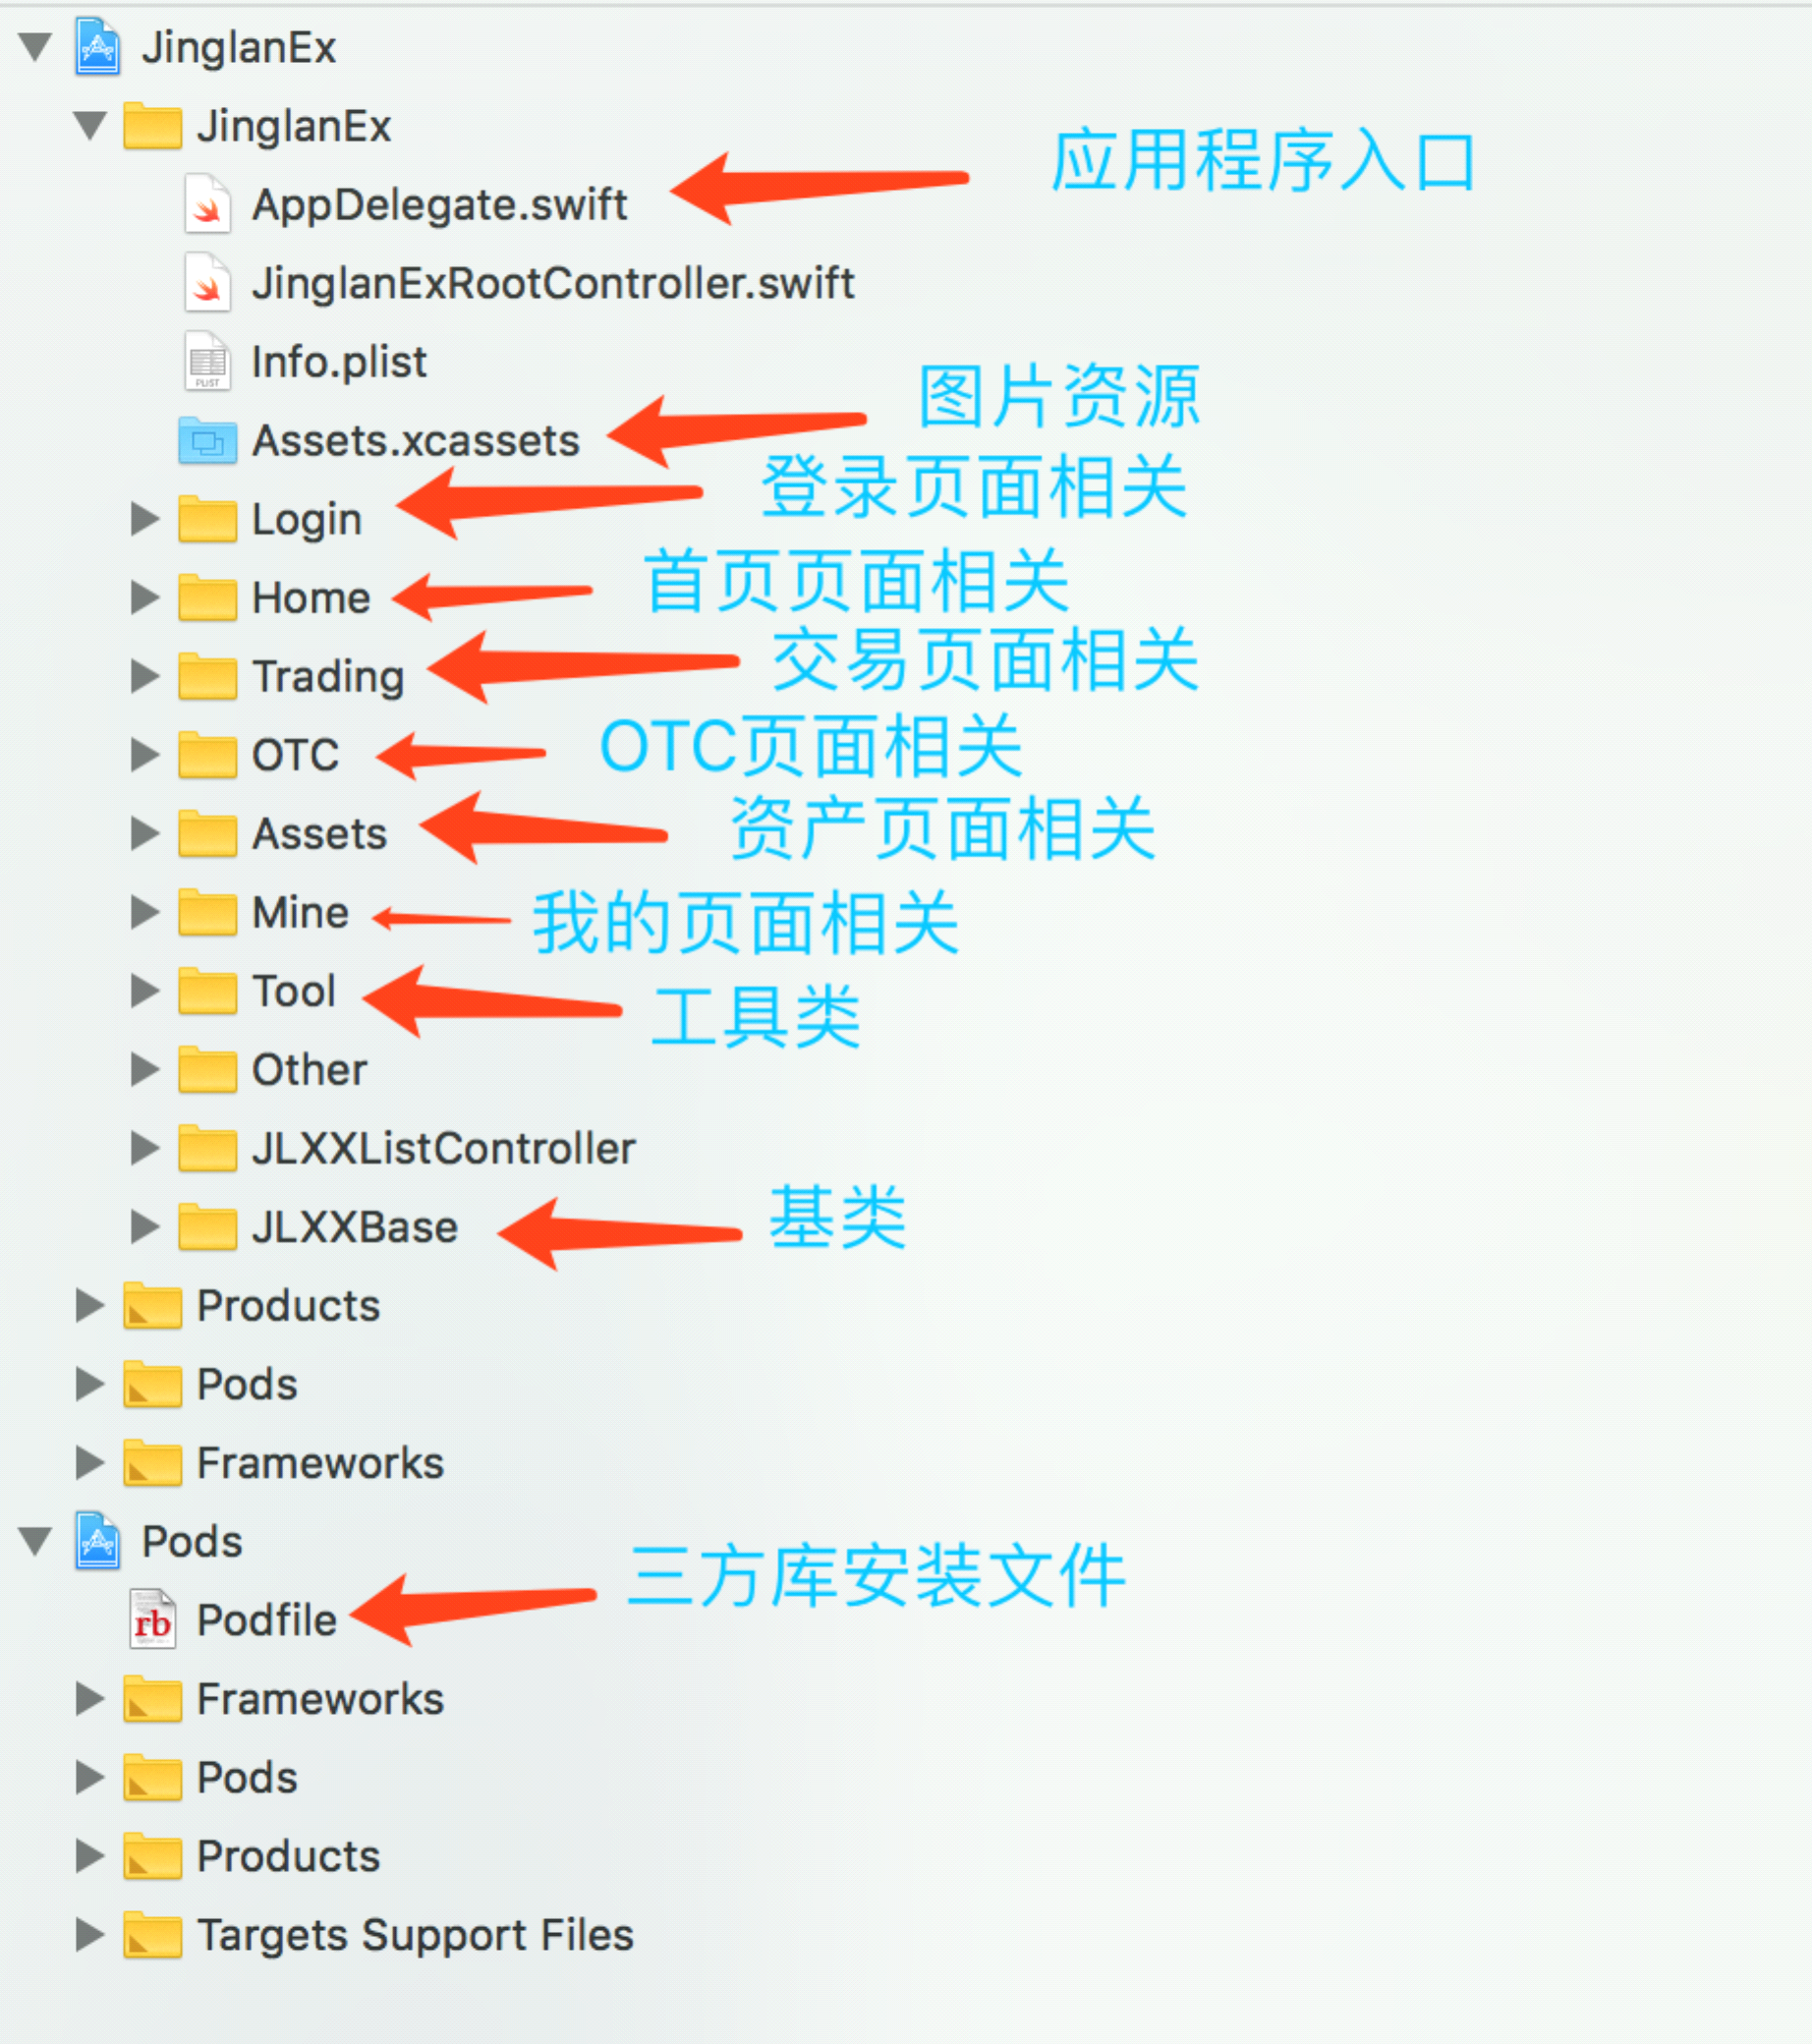 JinglanEx
JinglanEx
AppDelegate.swift
应用程序入口
JinglanExRootController.swift
Info.plist
PLIST
Assets.xcassets
图片资源
Login
登录页面相关
Home
首页页面相关
Trading
交易页面相关
OTC
OTC页面相关
Assets
资产页面相关
Mine
我的页面相关
Tool
工具类
Other
JLXXListController
JLXXBase
基类
Products
Pods
Frameworks
Pods
rb
Podfile
三方库安装文件
Frameworks
Pods
Products
Targets Support Files